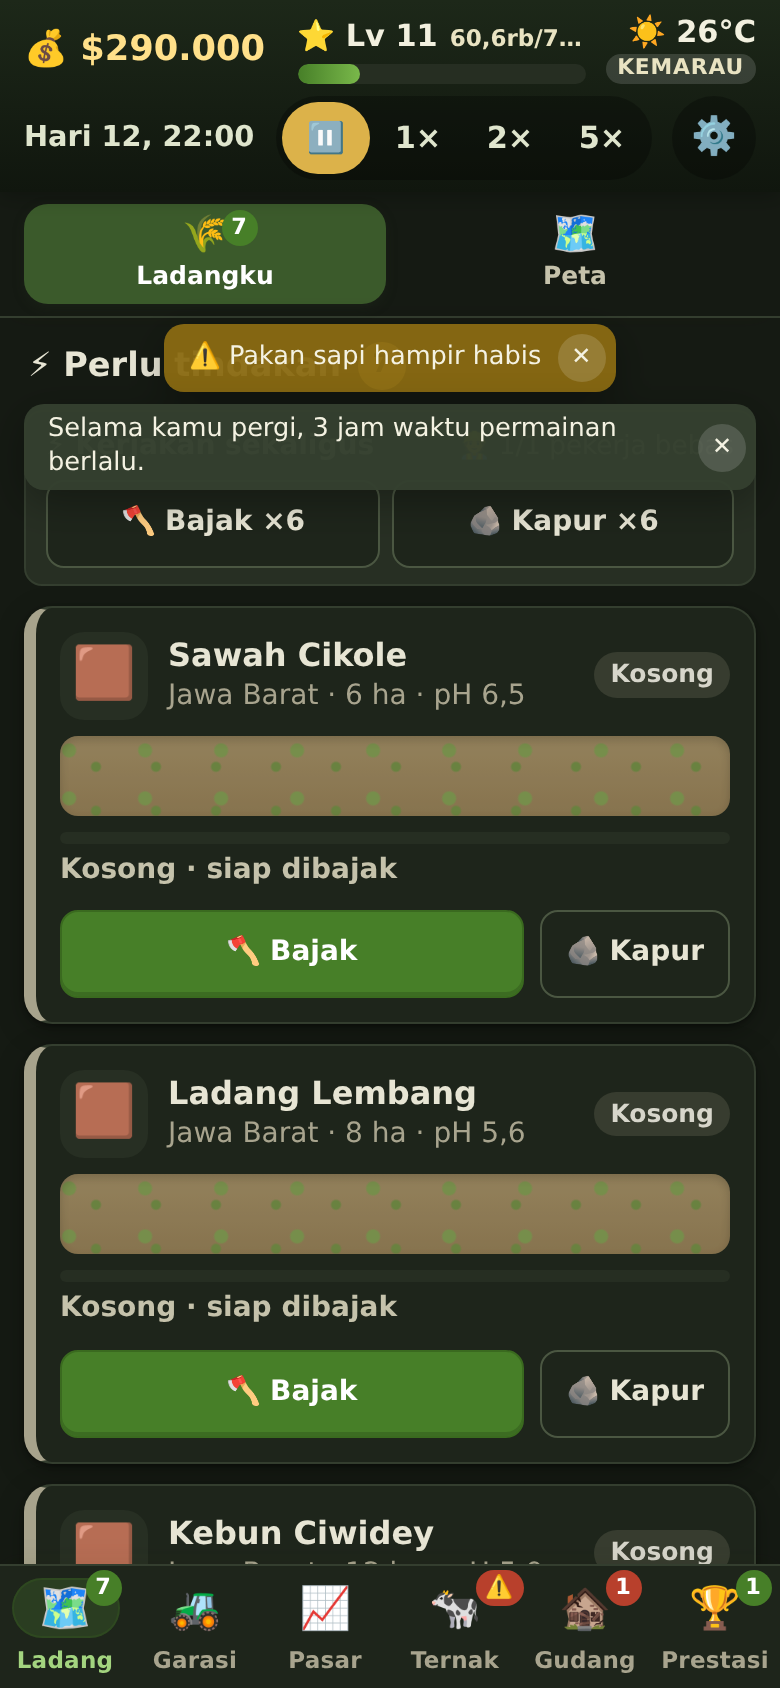 $290.000
Lv 11 60,6rb/7...
26°C
KEMARAU
Hari 12, 22:00
1× 2× 5×
7
Ladangku
Peta
Perlu tindakan
Pakan sapi hampir habis
Selama kamu pergi, 3 jam waktu permainan
berlalu.
Bajak ×6
Kapur ×6
Sawah Cikole
Jawa Barat · 6 ha · pH 6,5
Kosong
Kosong · siap dibajak
Bajak
Kapur
Ladang Lembang
Jawa Barat · 8 ha · pH 5,6
Kosong
Kosong · siap dibajak
Bajak
Kapur
Kebun Ciwidey
Kosong
7
1
1
Ladang
Garasi
Pasar
Ternak
Gudang
Prestasi